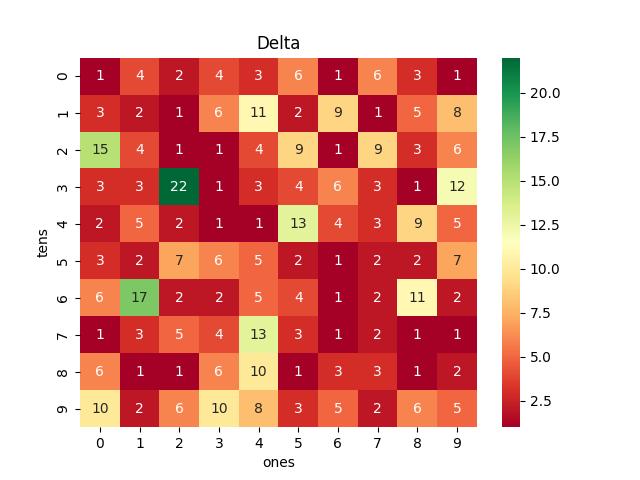 Delta
0 1 4 2 4 3 6 1 6 3 1
1 3 2 1 6 11 2 9 1 5 8
2 15 4 1 1 4 9 1 9 3 6
3 3 3 22 1 3 4 6 3 1 12
4 2 5 2 1 1 13 4 3 9 5
5 3 2 7 6 5 2 1 2 2 7
6 6 17 2 2 5 4 1 2 11 2
7 1 3 5 4 13 3 1 2 1 1
8 6 1 1 6 10 1 3 3 1 2
9 10 2 6 10 8 3 5 2 6 5
0 1 2 3 4 5 6 7 8 9
ones
tens
20.0
17.5
15.0
12.5
10.0
7.5
5.0
2.5